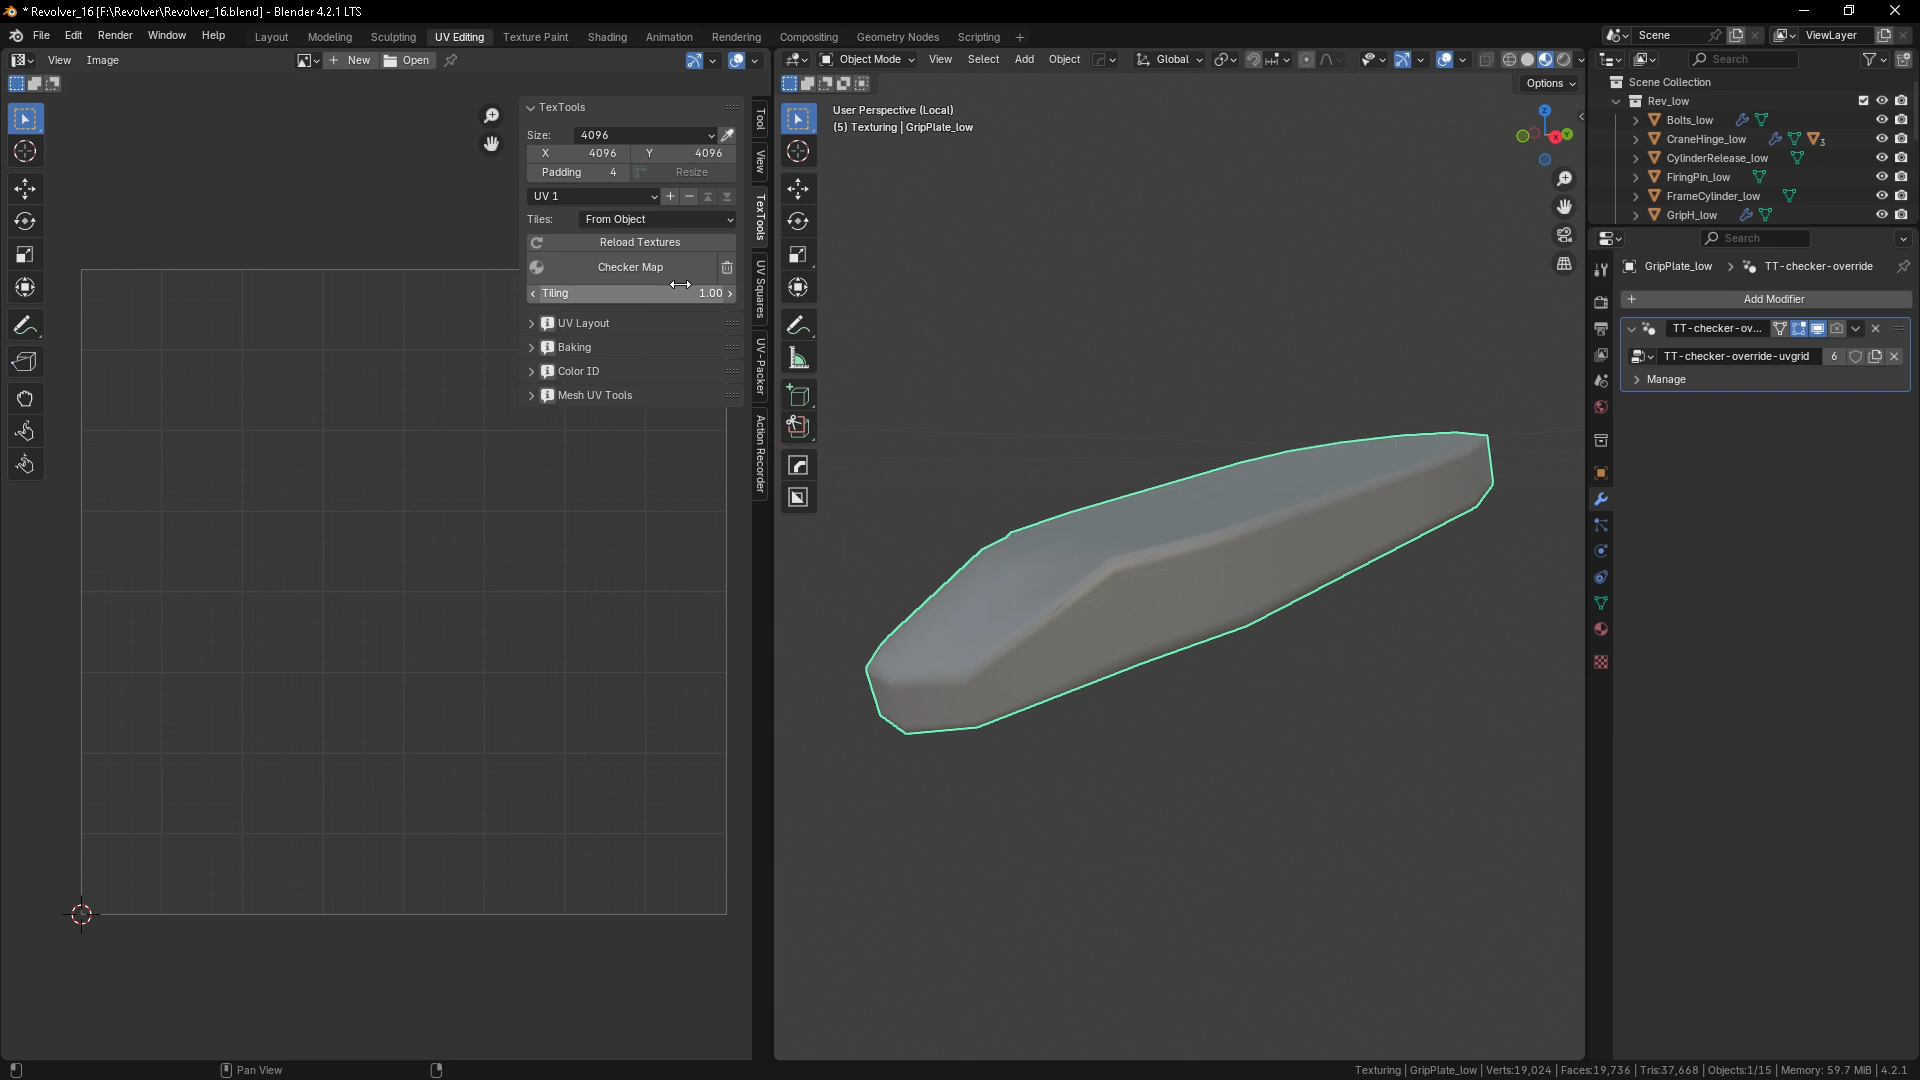 * Revolver_16 [F:\Revolver\Revolver_16.blend] - Blender 4.2.1 LTS
File Edit Render Window Help Layout Modeling Sculpting UV Editing Texture Paint Shading Animation Rendering Compositing Geometry Nodes Scripting +
Scene ViewLayer
View Image + New Open
Object Mode View Select Add Object Global
Search
Options
TexTools
Size: 4096
X 4096 Y 4096
Padding 4 Resize
UV 1
Tiles: From Object
Reload Textures
Checker Map
Tiling 1.00
UV Layout
Baking
Color ID
Mesh UV Tools
Tool
View
TexTools
UV Squares
UV-Packer
Action Recorder
User Perspective (Local)
(5) Texturing | GripPlate_low
Z
Y
X
Scene Collection
Rev_low
Bolts_low
CraneHinge_low 3
CylinderRelease_low
FiringPin_low
FrameCylinder_low
GripH_low
Search
GripPlate_low > TT-checker-override
+ Add Modifier
TT-checker-ov...
TT-checker-override-uvgrid 6
Manage
Pan View
Texturing | GripPlate_low | Verts:19,024 | Faces:19,736 | Tris:37,668 | Objects:1/15 | Memory: 59.7 MiB | 4.2.1